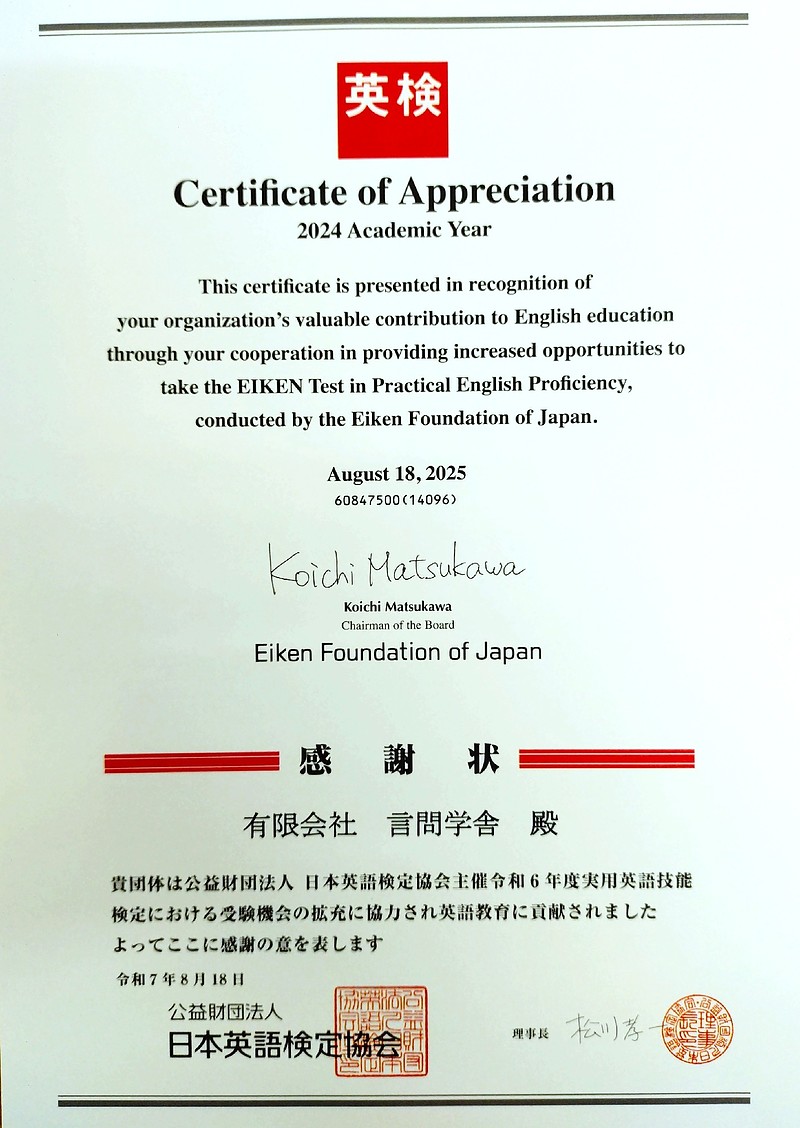 英検
Certificate of Appreciation
2024 Academic Year
This certificate is presented in recognition of
your organization's valuable contribution to English education
through your cooperation in providing increased opportunities to
take the EIKEN Test in Practical English Proficiency,
conducted by the Eiken Foundation of Japan.
August 18, 2025
60847500(14096)
Koichi Matsukawa
Koichi Matsukawa
Chairman of the Board
Eiken Foundation of Japan
感謝状
有限会社 言問学舎 殿
貴団体は公益財団法人 日本英語検定協会主催令和6年度実用英語技能
検定における受験機会の拡充に協力され英語教育に貢献されました
よってここに感謝の意を表します
令和7年8月18日
公益財団法人
日本英語検定協会
理事長 松川孝一